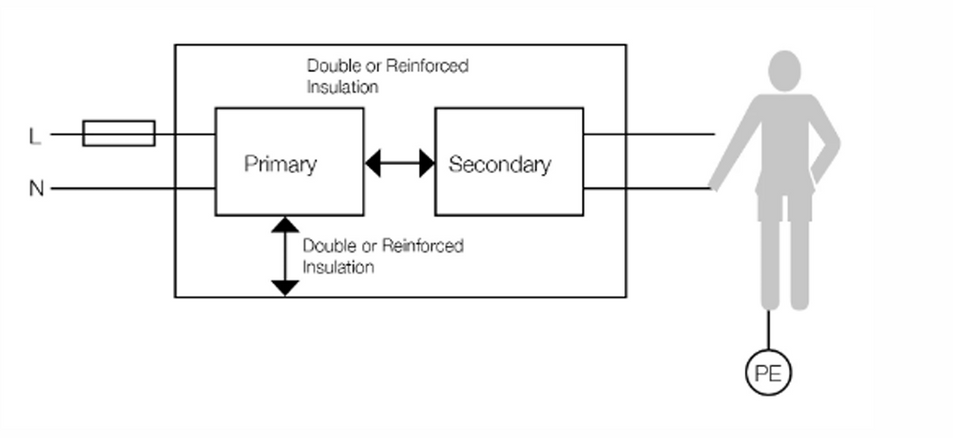 Double or Reinforced
Insulation
L
Primary
Secondary
N
Double or Reinforced
Insulation
PE